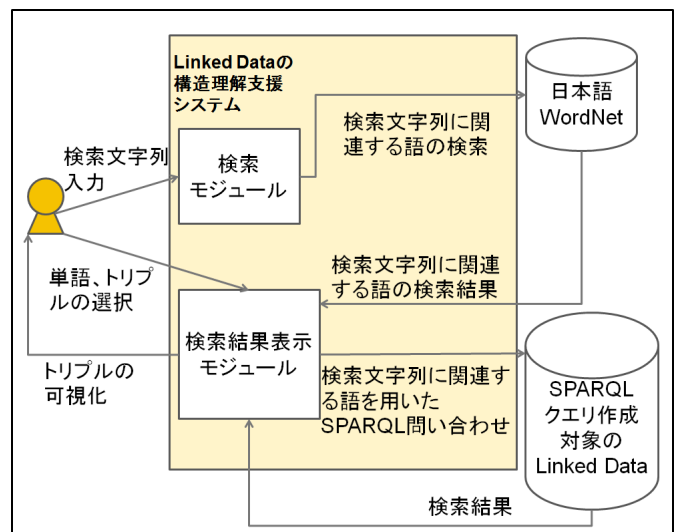 Linked Dataの
構造理解支援
システム
日本語
WordNet
検索文字列に関
連する語の検索
検索文字列
入力
検索
モジュール
単語、トリプ
ルの選択
検索文字列に関連
する語の検索結果
検索結果表示
モジュール
トリプルの
可視化
検索文字列に関連す
る語を用いた
SPARQL問い合わせ
SPARQL
クエリ作成
対象の
Linked Data
検索結果